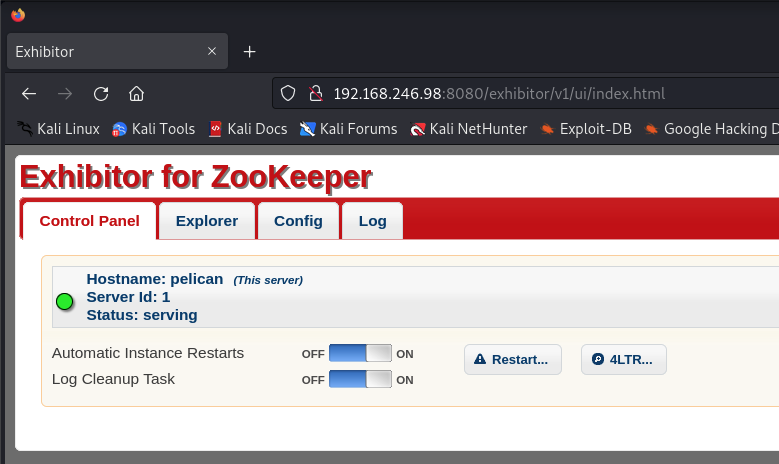 Exhibitor
192.168.246.98:8080/exhibitor/v1/ui/index.html
Kali Linux Kali Tools Kali Docs Kali Forums Kali NetHunter Exploit-DB Google Hacking D
Exhibitor for ZooKeeper
Control Panel Explorer Config Log
Hostname: pelican (This server)
Server Id: 1
Status: serving
Automatic Instance Restarts OFF ON Restart... 4LTR...
Log Cleanup Task OFF ON